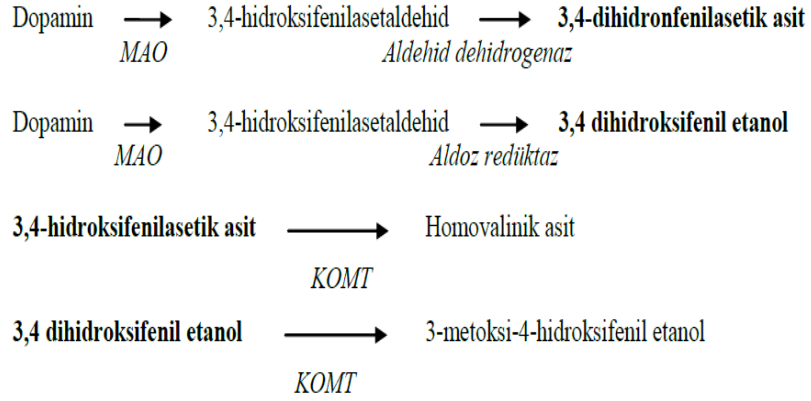 Dopamin → 3,4-hidroksifenilasetaldehid → 3,4-dihidronfenilasetik asit
MAO Aldehid dehidrogenaz
Dopamin → 3,4-hidroksifenilasetaldehid → 3,4 dihidroksifenil etanol
MAO Aldoz redüktaz
3,4-hidroksifenilasetik asit → Homovalinik asit
KOMT
3,4 dihidroksifenil etanol → 3-metoksi-4-hidroksifenil etanol
KOMT